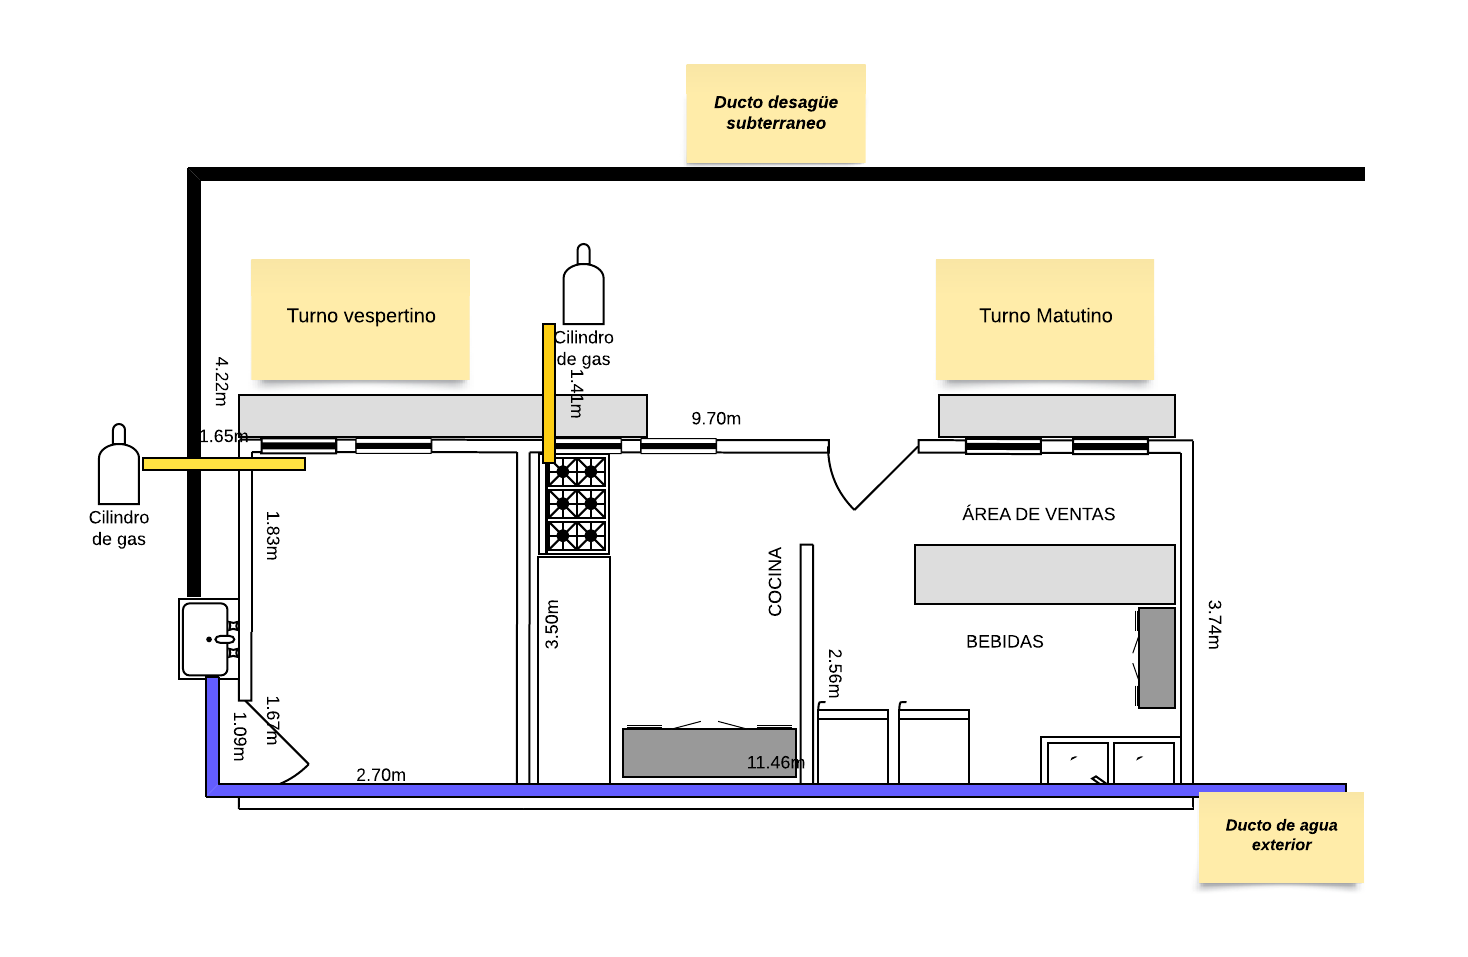 Ducto desagüe
subterraneo
Turno vespertino
Cilindro
de gas
Turno Matutino
4.22m
1.41m
9.70m
1.65m
Cilindro
de gas
1.83m
ÁREA DE VENTAS
COCINA
3.50m
3.74m
BEBIDAS
2.56m
1.67m
1.09m
2.70m
11.46m
Ducto de agua
exterior